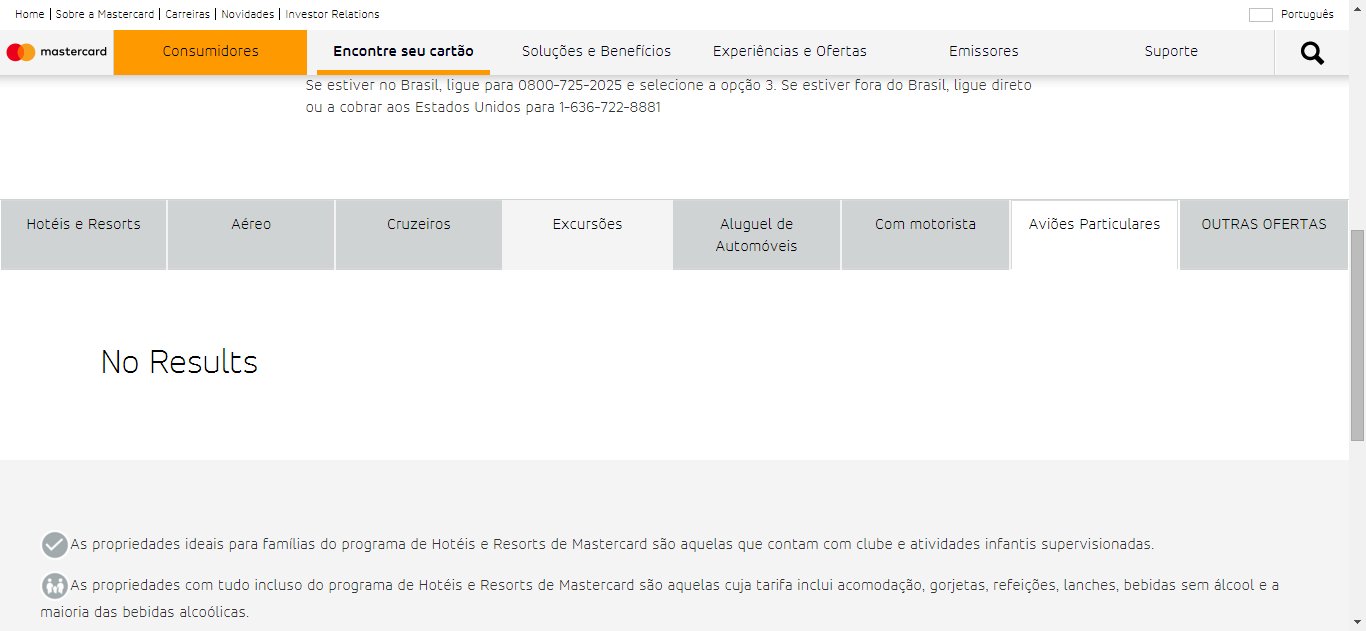 Home | Sobre a Mastercard | Carreiras | Novidades | Investor Relations
Português
mastercard
Consumidores
Encontre seu cartão
Soluções e Benefícios
Experiências e Ofertas
Emissores
Suporte
Se estiver no Brasil, ligue para 0800-725-2025 e selecione a opção 3. Se estiver fora do Brasil, ligue direto
ou a cobrar aos Estados Unidos para 1-636-722-8881
Hotéis e Resorts
Aéreo
Cruzeiros
Excursões
Aluguel de
Automóveis
Com motorista
Aviões Particulares
OUTRAS OFERTAS
No Results
As propriedades ideais para famílias do programa de Hotéis e Resorts de Mastercard são aquelas que contam com clube e atividades infantis supervisionadas.
As propriedades com tudo incluso do programa de Hotéis e Resorts de Mastercard são aquelas cuja tarifa inclui acomodação, gorjetas, refeições, lanches, bebidas sem álcool e a
maioria das bebidas alcoólicas.